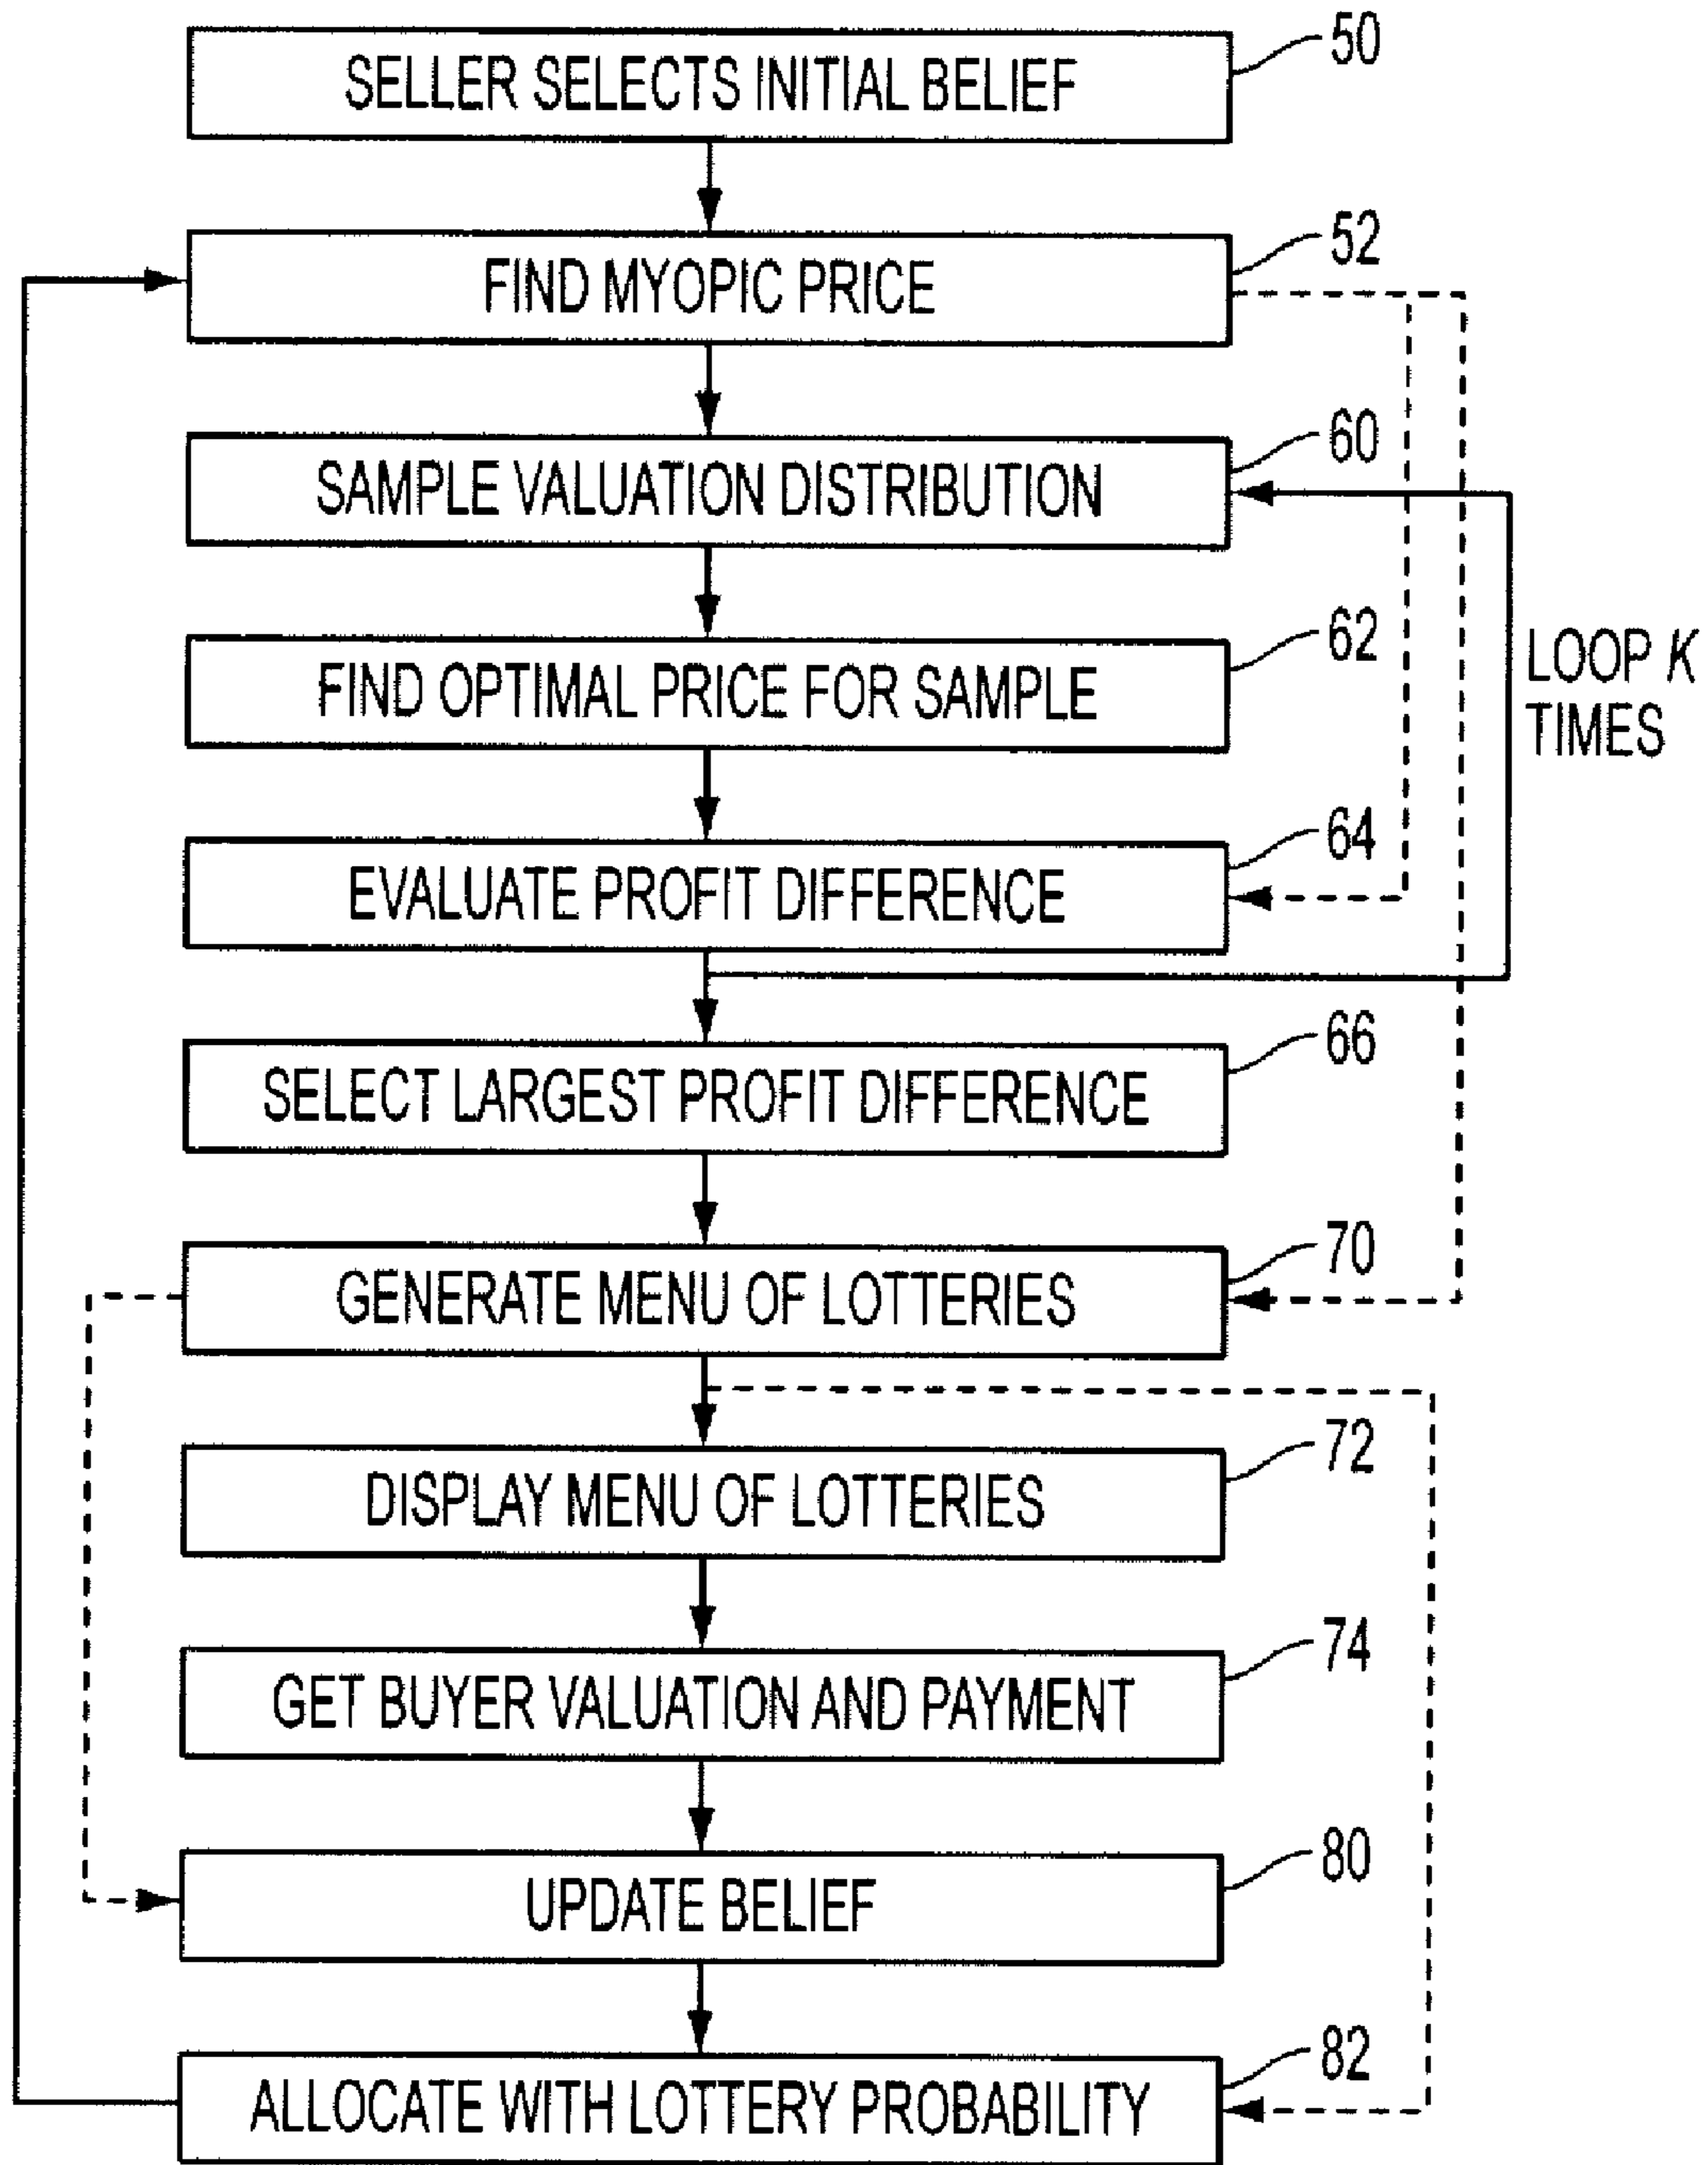 SELLER SELECTS INITIAL BELIEF
50
FIND MYOPIC PRICE
52
SAMPLE VALUATION DISTRIBUTION
60
FIND OPTIMAL PRICE FOR SAMPLE
62
LOOP K
TIMES
EVALUATE PROFIT DIFFERENCE
64
SELECT LARGEST PROFIT DIFFERENCE
66
GENERATE MENU OF LOTTERIES
70
DISPLAY MENU OF LOTTERIES
72
GET BUYER VALUATION AND PAYMENT
74
UPDATE BELIEF
80
ALLOCATE WITH LOTTERY PROBABILITY
82